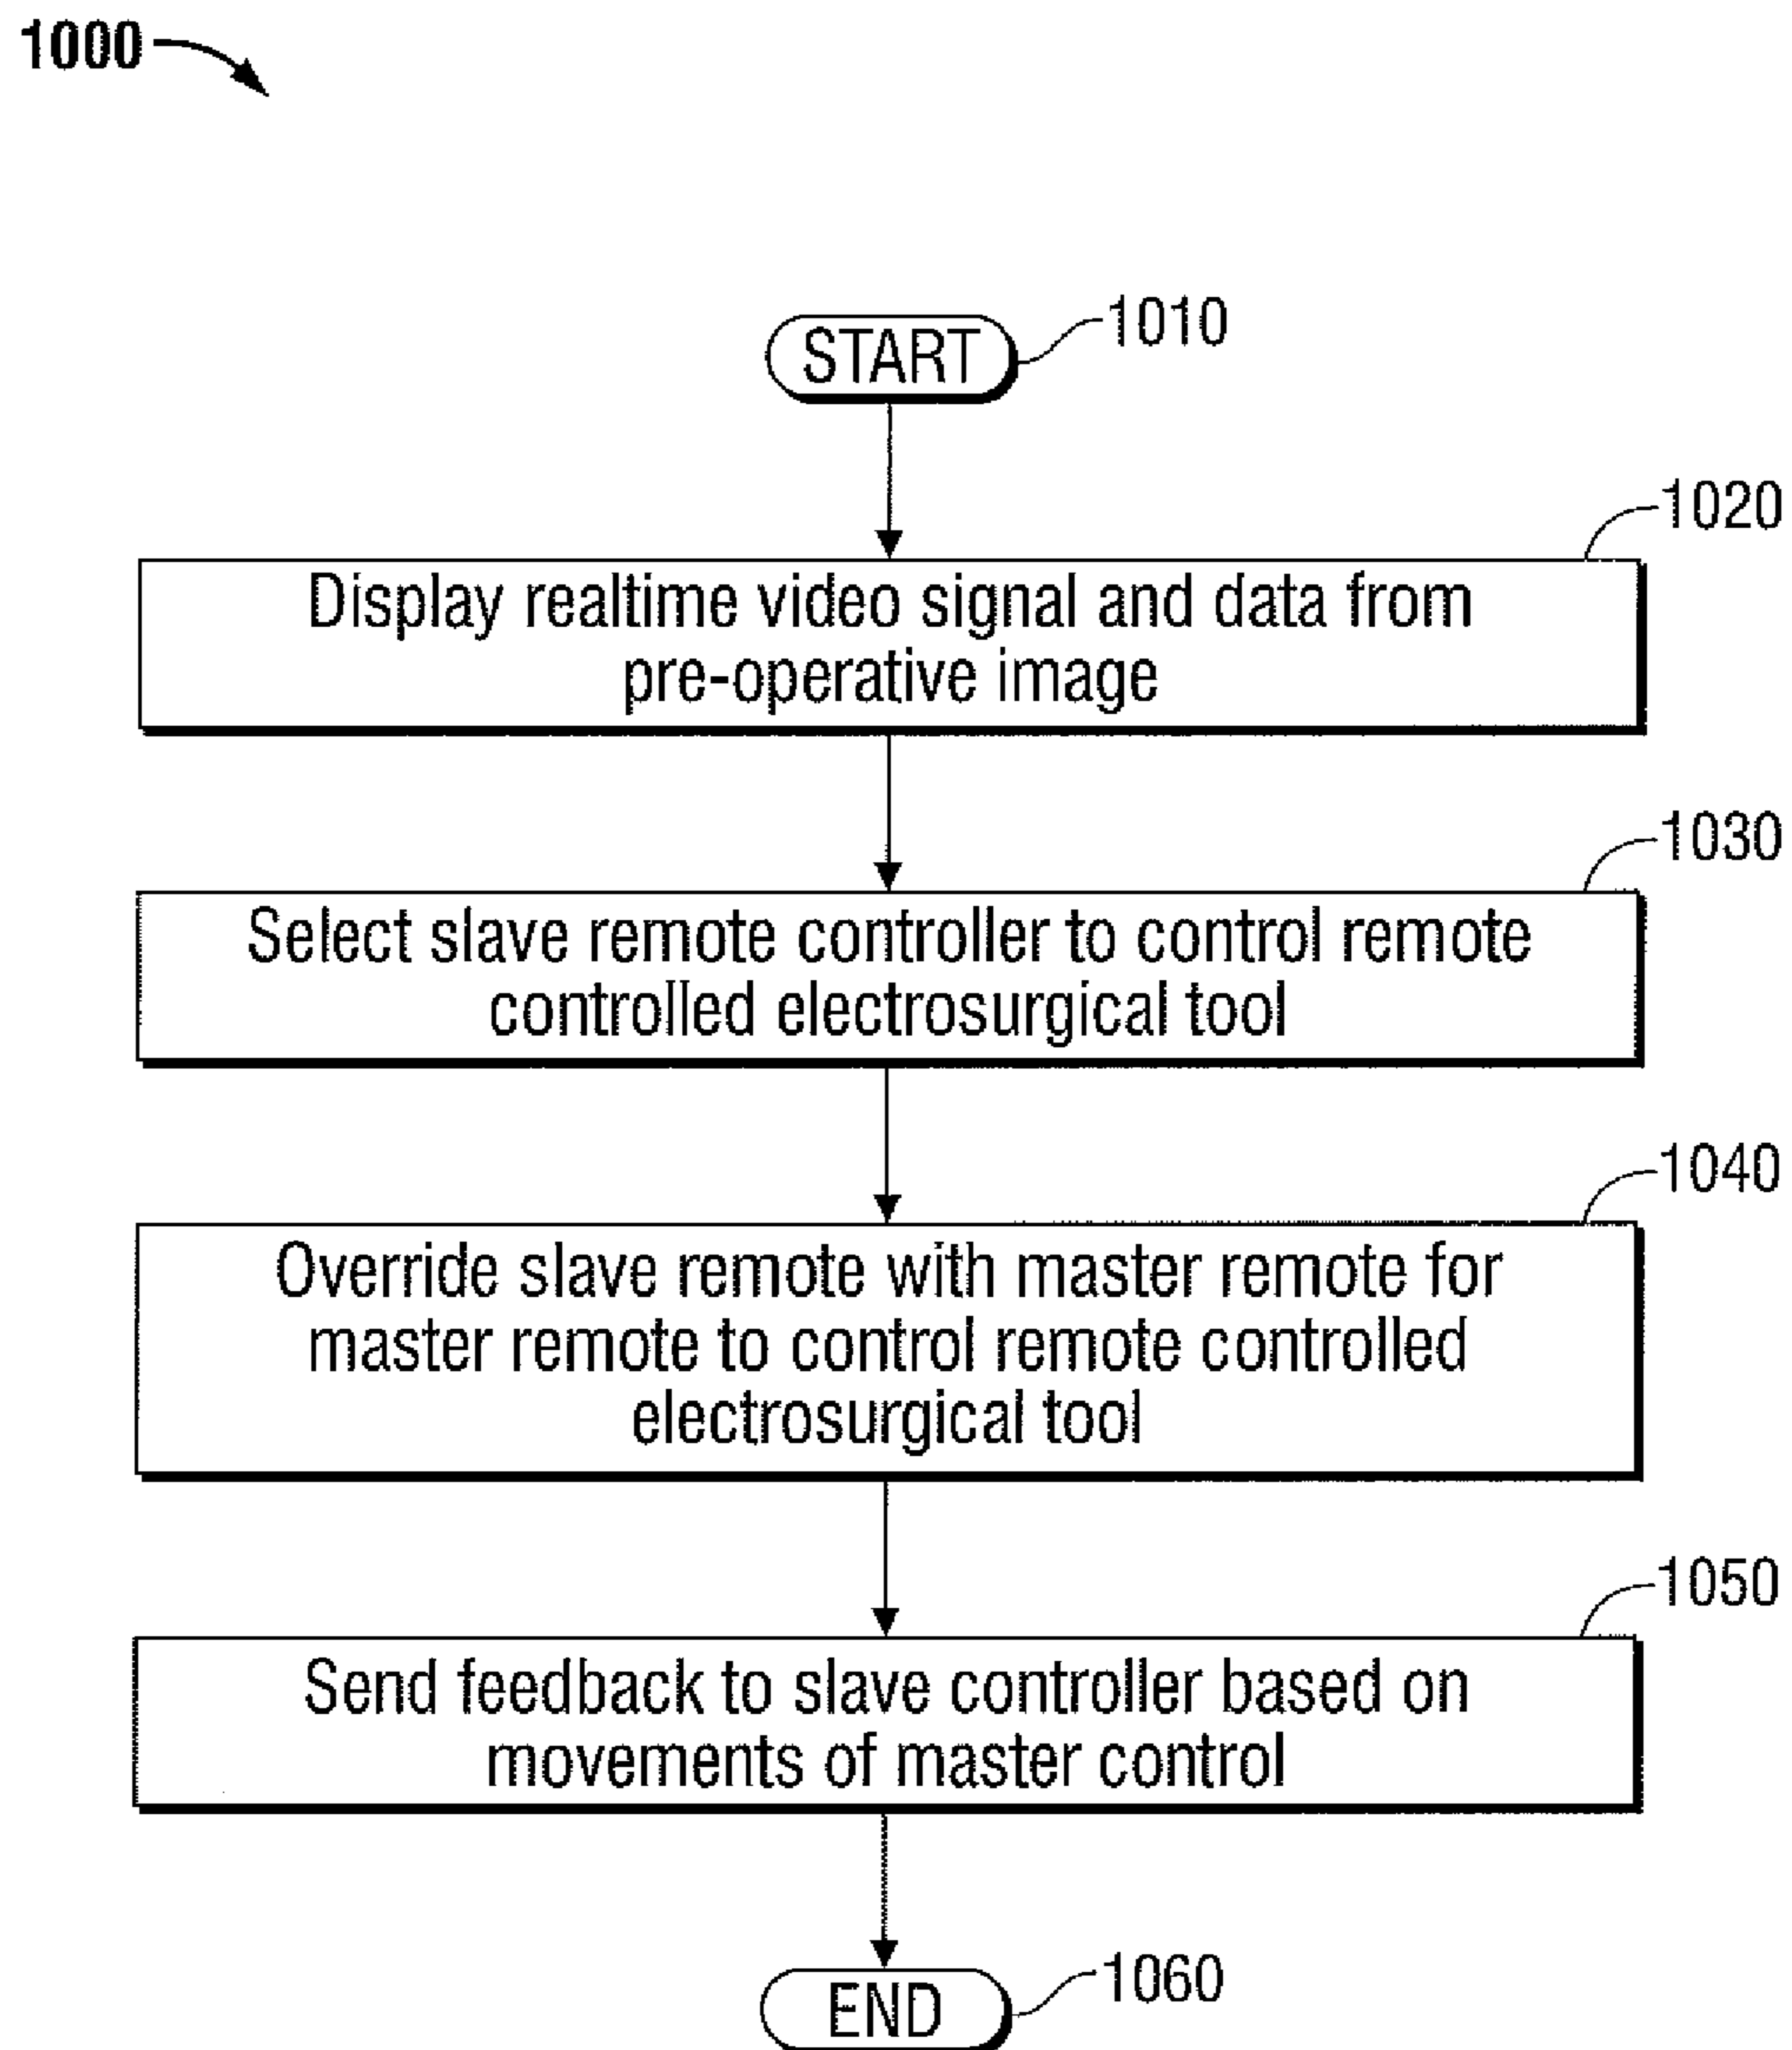 1000
START
1010
1020
Display realtime video signal and data from
pre-operative image
1030
Select slave remote controller to control remote
controlled electrosurgical tool
1040
Override slave remote with master remote for
master remote to control remote controlled
electrosurgical tool
1050
Send feedback to slave controller based on
movements of master control
END
1060